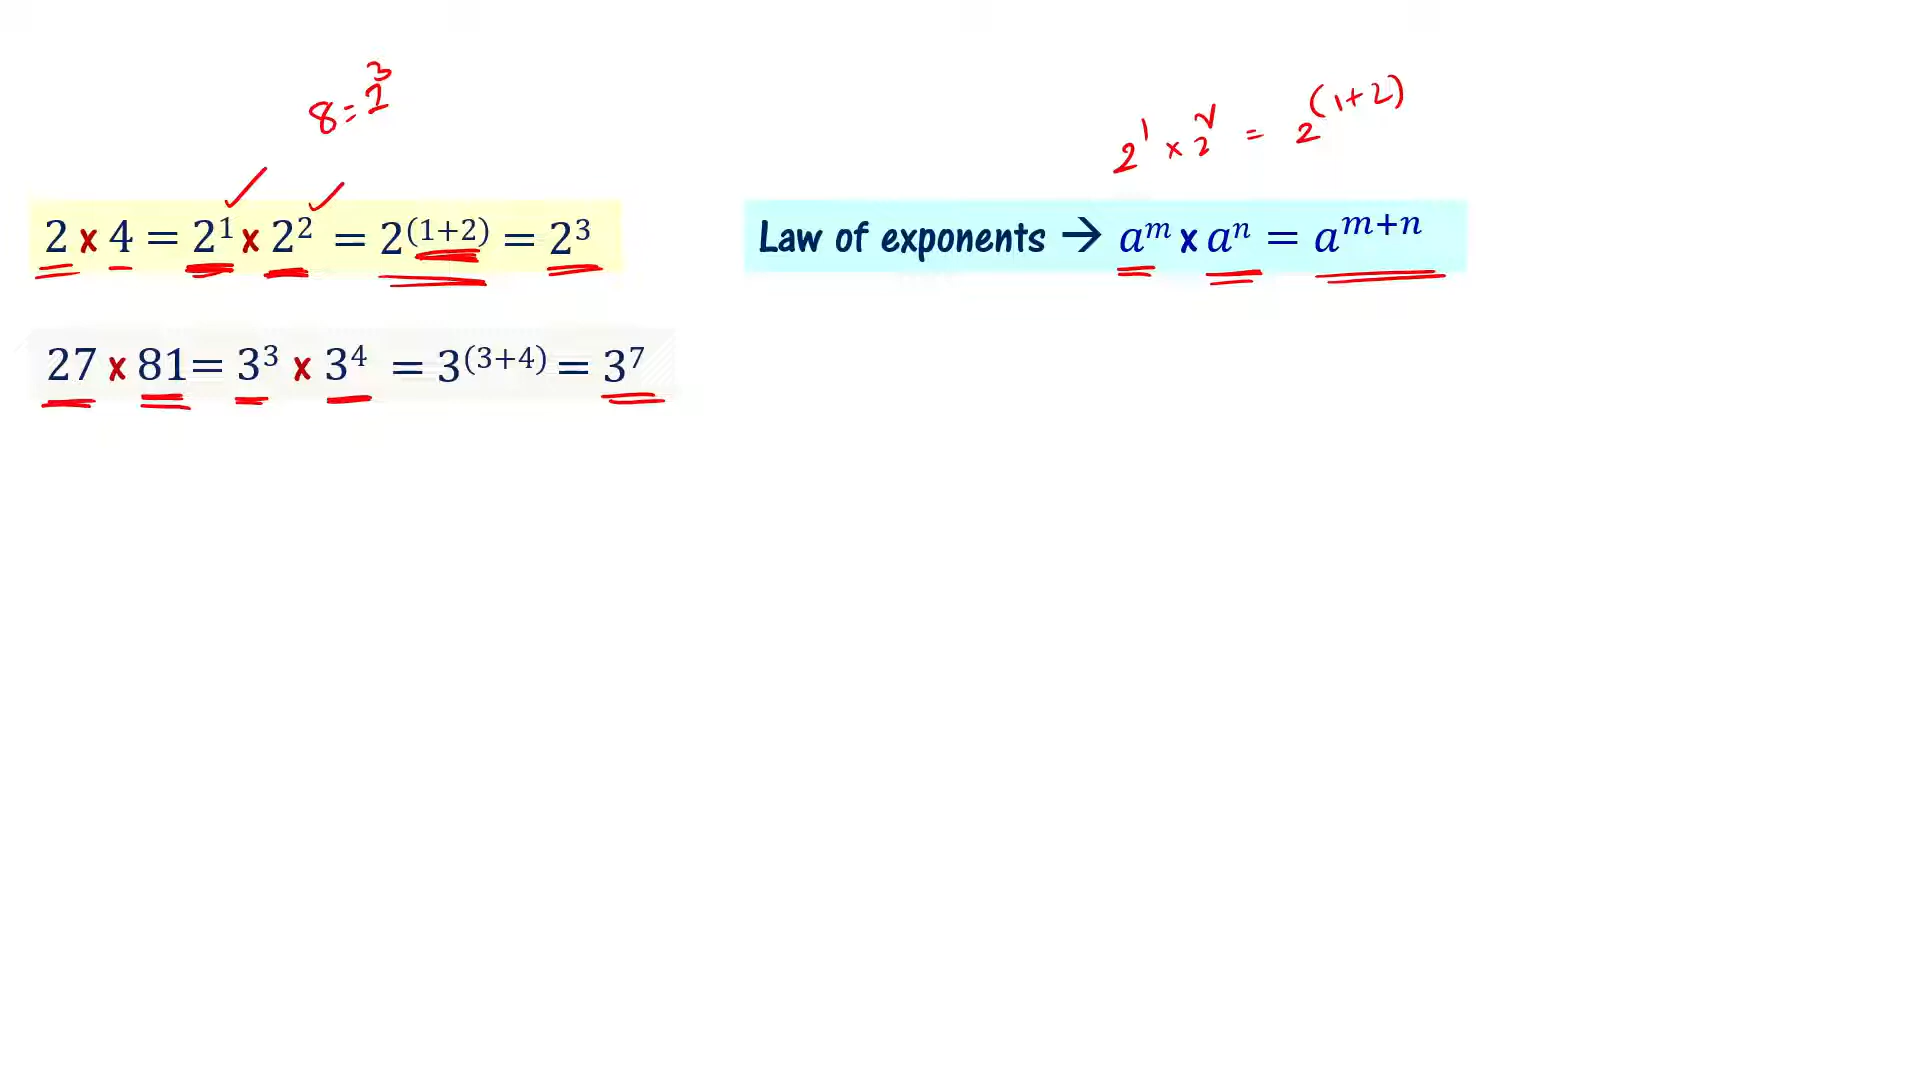 8 = 2³
2¹ x 2² = 2⁽¹⁺²⁾
2 x 4 = 2¹ x 2² = 2⁽¹⁺²⁾ = 2³
Law of exponents → aᵐ x aⁿ = aᵐ⁺ⁿ
27 x 81 = 3³ x 3⁴ = 3⁽³⁺⁴⁾ = 3⁷